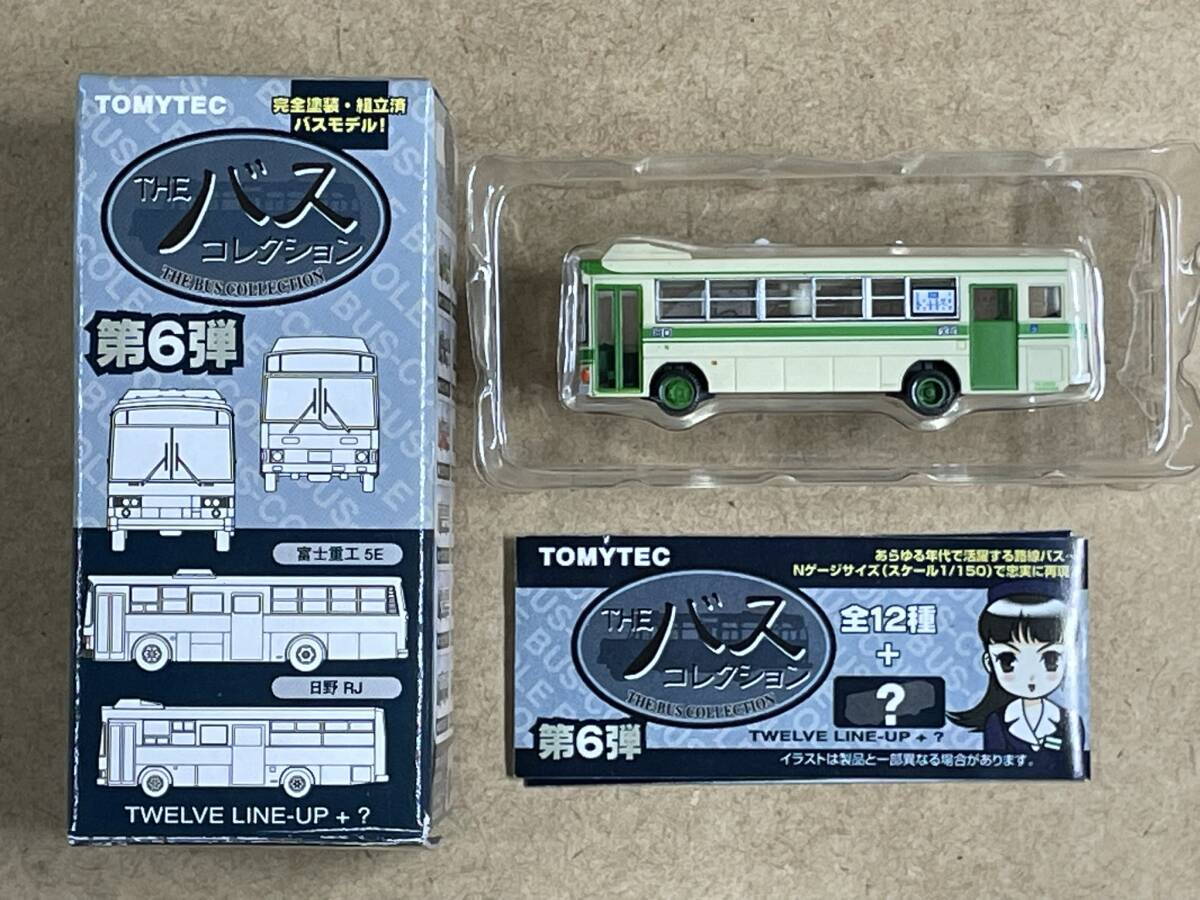 TOMYTEC
完全塗装・組立済
バスモデル!
THE バス
コレクション
THE BUS COLLECTION
第6弾
富士重工 5E
日野 RJ
TWELVE LINE-UP + ?
TOMYTEC
あらゆる年代で活躍する路線バス
Nゲージサイズ(スケール1/150)で忠実に再現
THE バス
コレクション
THE BUS COLLECTION
全12種
+
?
第6弾
TWELVE LINE-UP + ?
イラストは製品と一部異なる場合があります。